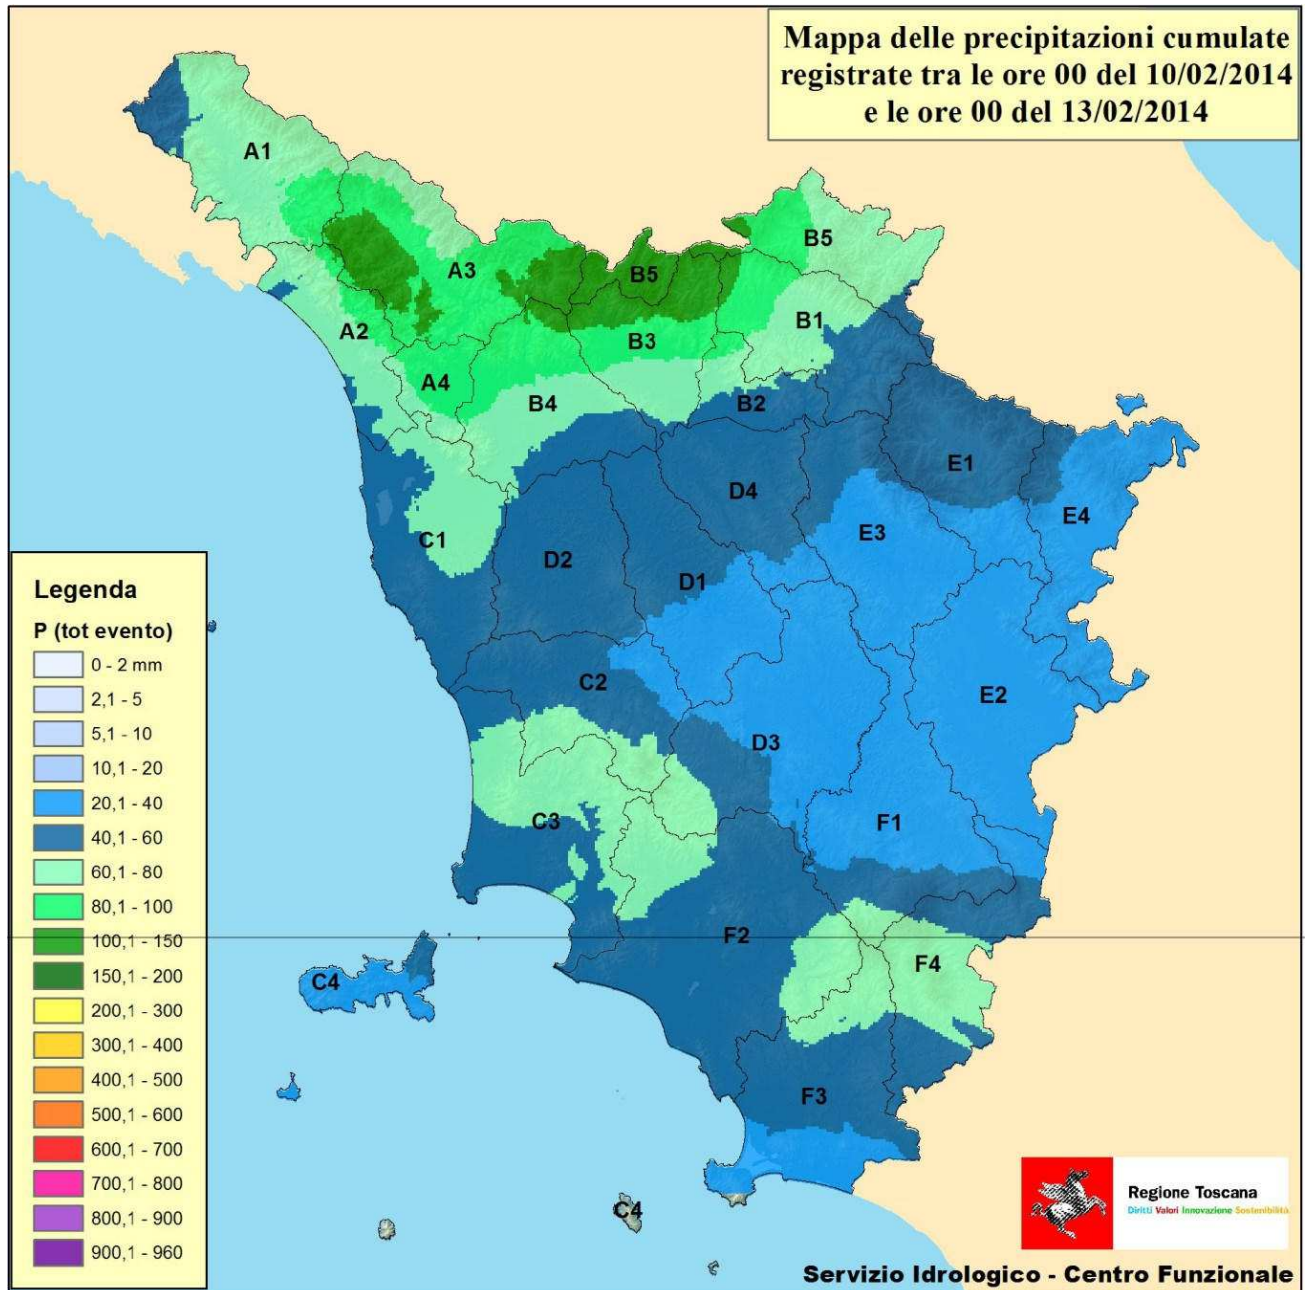 Mappa delle precipitazioni cumulate
registrate tra le ore 00 del 10/02/2014
e le ore 00 del 13/02/2014
A1
B5
A3
B5
A2
B3
B1
A4
B4
B2
D4
E1
E4
C1
D2
E3
D1
C2
E2
D3
C3
F1
F2
F4
C4
F3
C4
Legenda
P (tot evento)
0 - 2 mm
2,1 - 5
5,1 - 10
10,1 - 20
20,1 - 40
40,1 - 60
60,1 - 80
80,1 - 100
100,1 - 150
150,1 - 200
200,1 - 300
300,1 - 400
400,1 - 500
500,1 - 600
600,1 - 700
700,1 - 800
800,1 - 900
900,1 - 960
Regione Toscana
Diritti Valori Innovazione Sostenibilità
Servizio Idrologico - Centro Funzionale